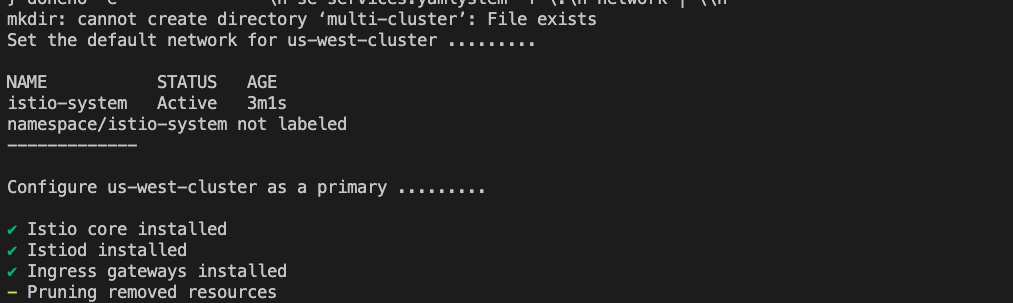 mkdir: cannot create directory ‘multi-cluster’: File exists
Set the default network for us-west-cluster .........
NAME STATUS AGE
istio-system Active 3m1s
namespace/istio-system not labeled
-------------
Configure us-west-cluster as a primary .........
✔ Istio core installed
✔ Istiod installed
✔ Ingress gateways installed
- Pruning removed resources